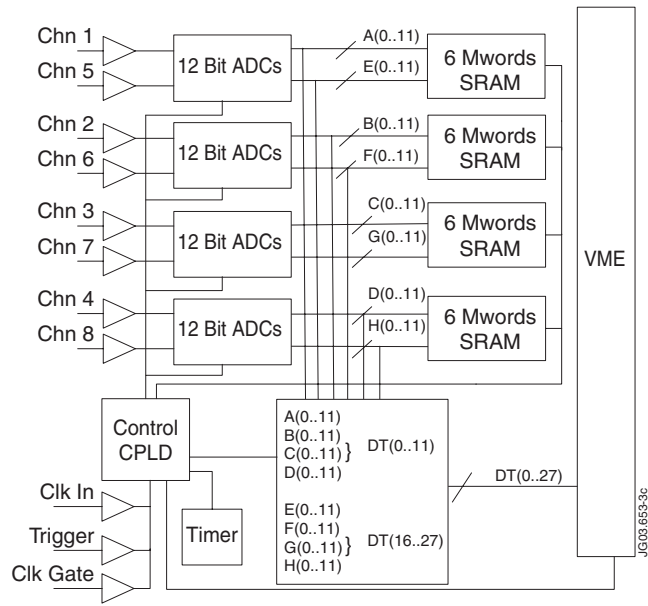 Chn 1
Chn 5
12 Bit ADCs
A(0..11)
E(0..11)
6 Mwords
SRAM
Chn 2
Chn 6
12 Bit ADCs
B(0..11)
F(0..11)
6 Mwords
SRAM
Chn 3
Chn 7
12 Bit ADCs
C(0..11)
G(0..11)
6 Mwords
SRAM
Chn 4
Chn 8
12 Bit ADCs
D(0..11)
H(0..11)
6 Mwords
SRAM
VME
Control
CPLD
Clk In
Trigger
Clk Gate
Timer
A(0..11)
B(0..11)
C(0..11) } DT(0..11)
D(0..11)
E(0..11)
F(0..11)
G(0..11) } DT(16..27)
H(0..11)
DT(0..27)
JG03.653-3c